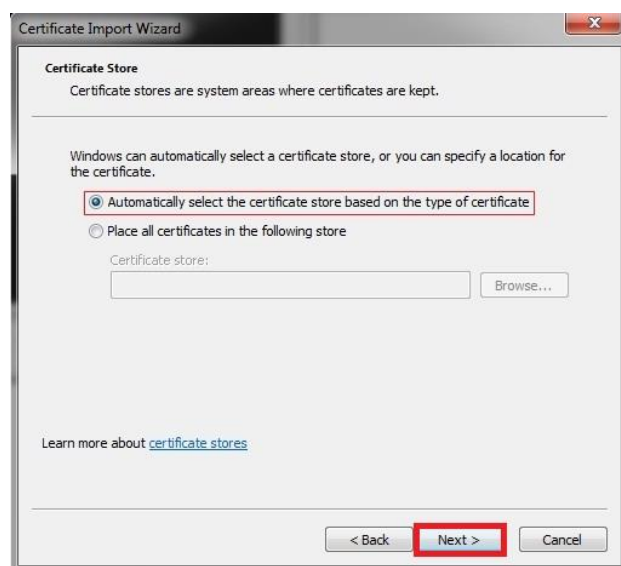 Certificate Import Wizard
Certificate Store
Certificate stores are system areas where certificates are kept.
Windows can automatically select a certificate store, or you can specify a location for
the certificate.
Automatically select the certificate store based on the type of certificate
Place all certificates in the following store
Certificate store:
Browse...
Learn more about certificate stores
< Back Next > Cancel